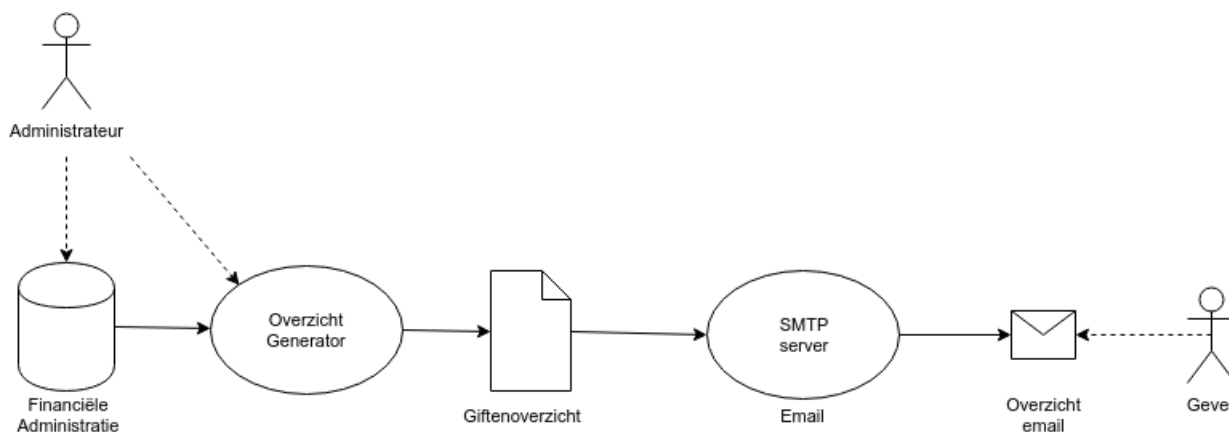 Administrateur
Overzicht
Generator
SMTP
server
Financiële
Administratie
Giftenoverzicht
Email
Overzicht
email
Geve